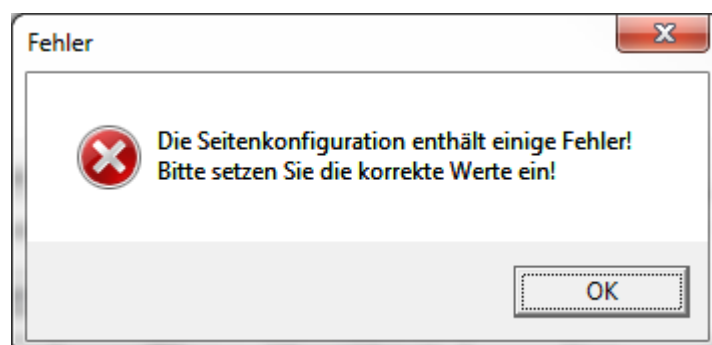 Fehler
Die Seitenkonfiguration enthält einige Fehler!
Bitte setzen Sie die korrekte Werte ein!
OK